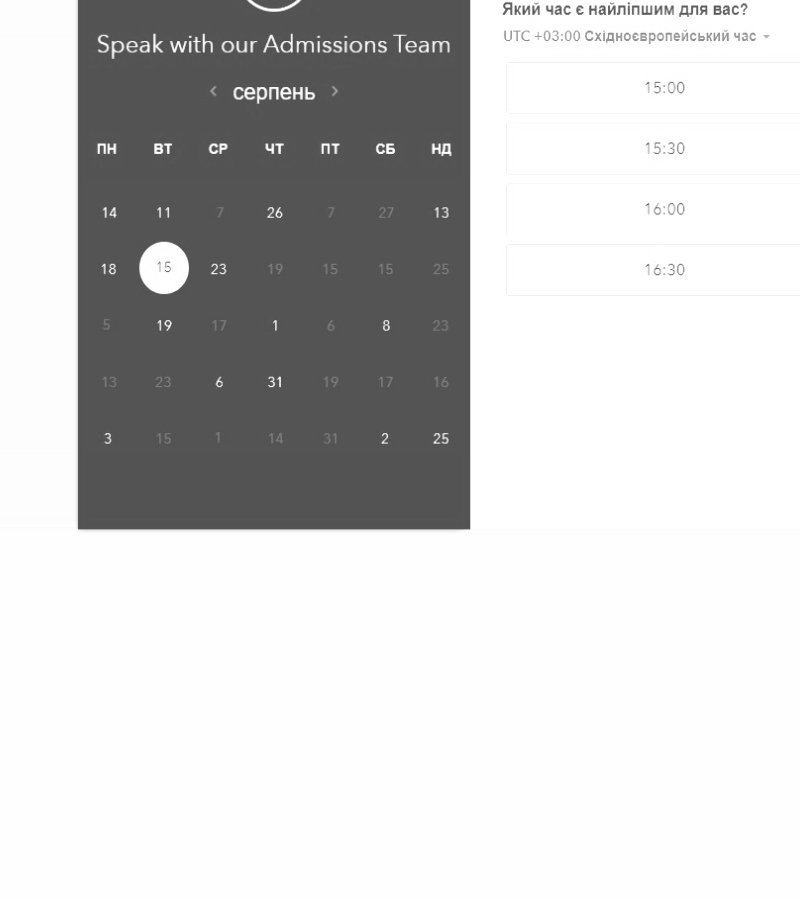 Speak with our Admissions Team
‹ серпень ›
ПН ВТ СР ЧТ ПТ СБ НД
14 11 7 26 7 27 13
18 15 23 19 15 15 25
5 19 17 1 6 8 23
13 23 6 31 19 17 16
3 15 1 14 31 2 25
Який час є найліпшим для вас?
UTC +03:00 Східноєвропейський час
15:00
15:30
16:00
16:30